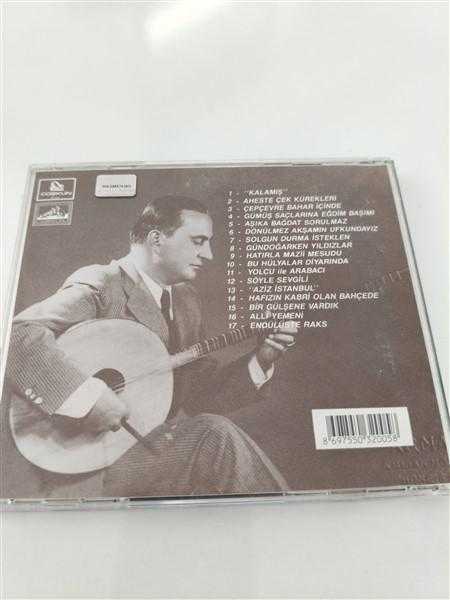 COŞKUN
1 - "KALAMIŞ"
2 - AHESTE ÇEK KÜREKLERİ
3 - ÇEPÇEVRE BAHAR İÇİNDE
4 - GÜMÜŞ SAÇLARINA EĞDİM BAŞIMI
5 - AŞIKA BAĞDAT SORULMAZ
6 - DÖNÜLMEZ AKŞAMIN UFKUNDAYIZ
7 - SOLGUN DURMA İSTEKLEN
8 - GÜNDOĞARKEN YILDIZLAR
9 - HATIRLA MAZİİ MESUDU
10 - BU HÜLYALAR DİYARINDA
11 - YOLCU ile ARABACI
12 - SÖYLE SEVGİLİ
13 - "AZİZ İSTANBUL"
14 - HAFIZIN KABRİ OLAN BAHÇEDE
15 - BİR GÜLŞENE VARDIK
16 - ALLI YEMENİ
17 - ENDÜLÜSTE RAKS
8 697550 320058